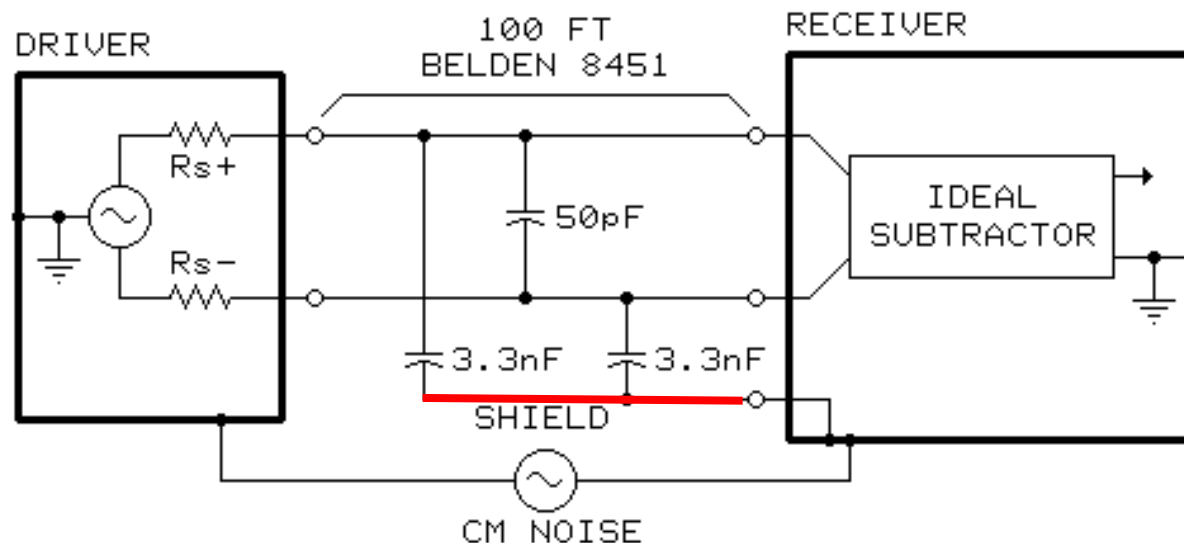 DRIVER
100 FT
BELDEN 8451
RECEIVER
Rs+
Rs-
50pF
IDEAL
SUBTRACTOR
3.3nF
3.3nF
SHIELD
CM NOISE